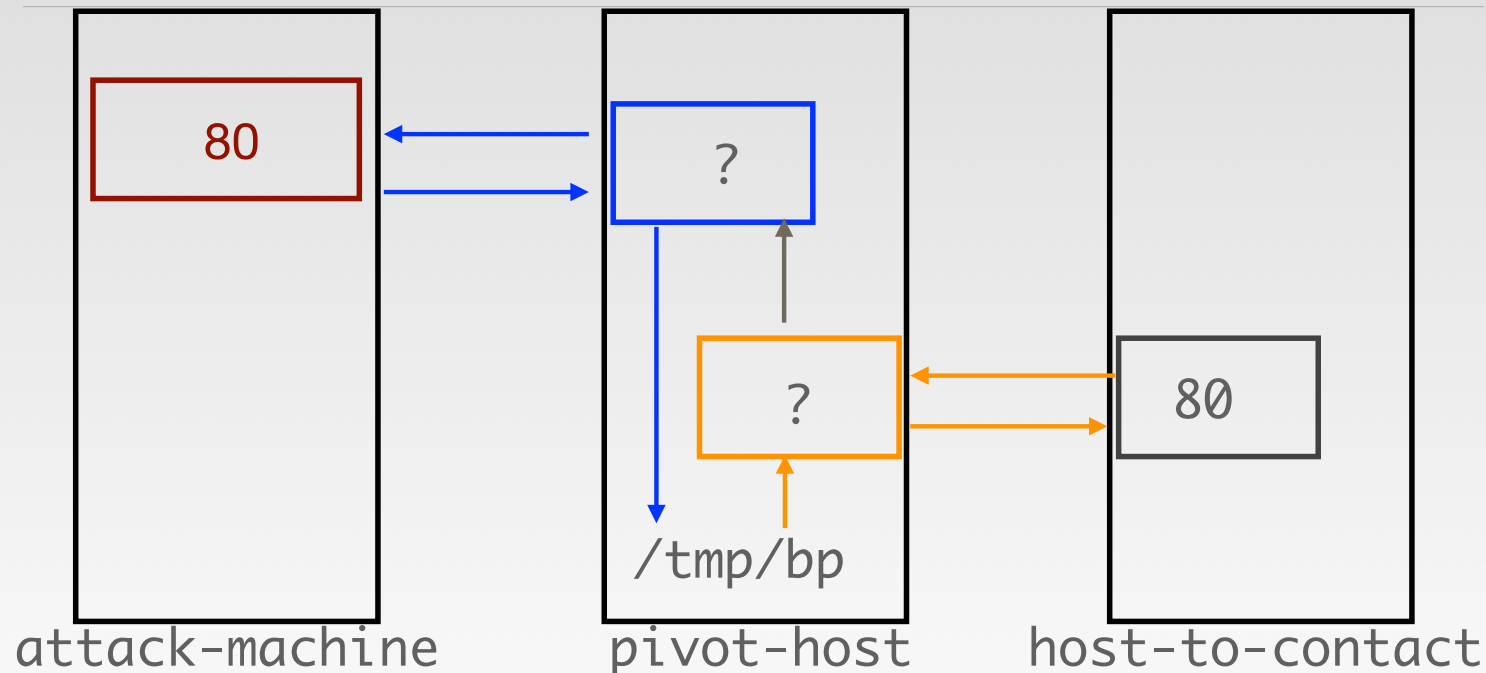 80
?
?
80
/tmp/bp
attack-machine
pivot-host
host-to-contact